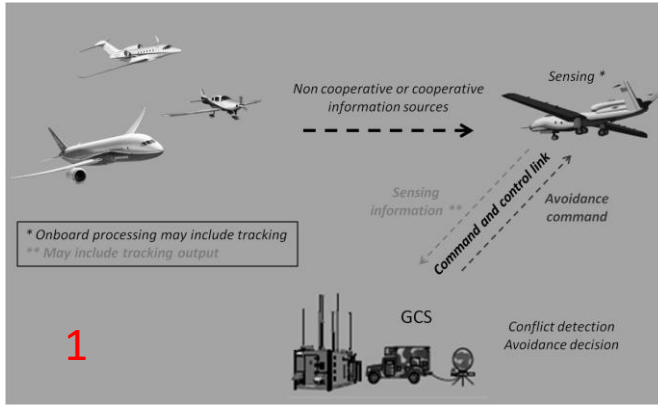 Non cooperative or cooperative
information sources
Sensing *
Sensing
information **
Command and control link
Avoidance
command
* Onboard processing may include tracking
** May include tracking output
GCS
1
Conflict detection
Avoidance decision